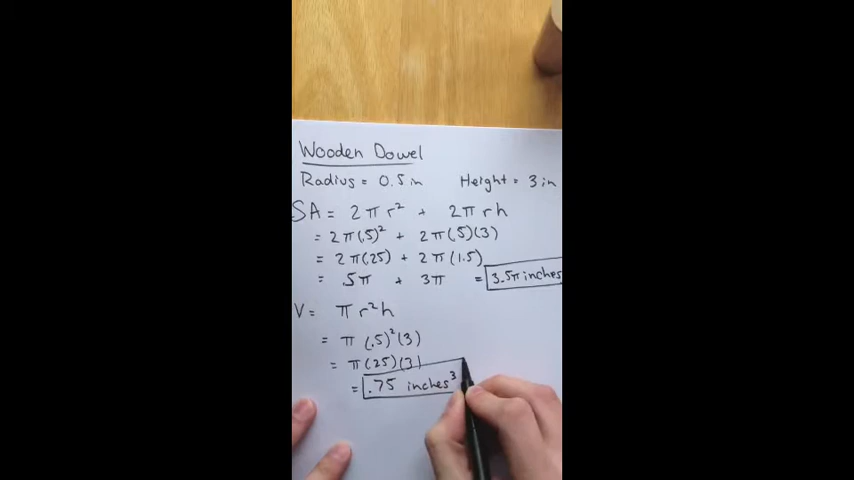 Wooden Dowel
Radius = 0.5 in Height = 3 in
SA = 2πr² + 2πrh
= 2π(.5)² + 2π(.5)(3)
= 2π(.25) + 2π(1.5)
= .5π + 3π = 3.5π inches
V = πr²h
= π (.5)² (3)
= π (.25)(3)
= .75 inches³